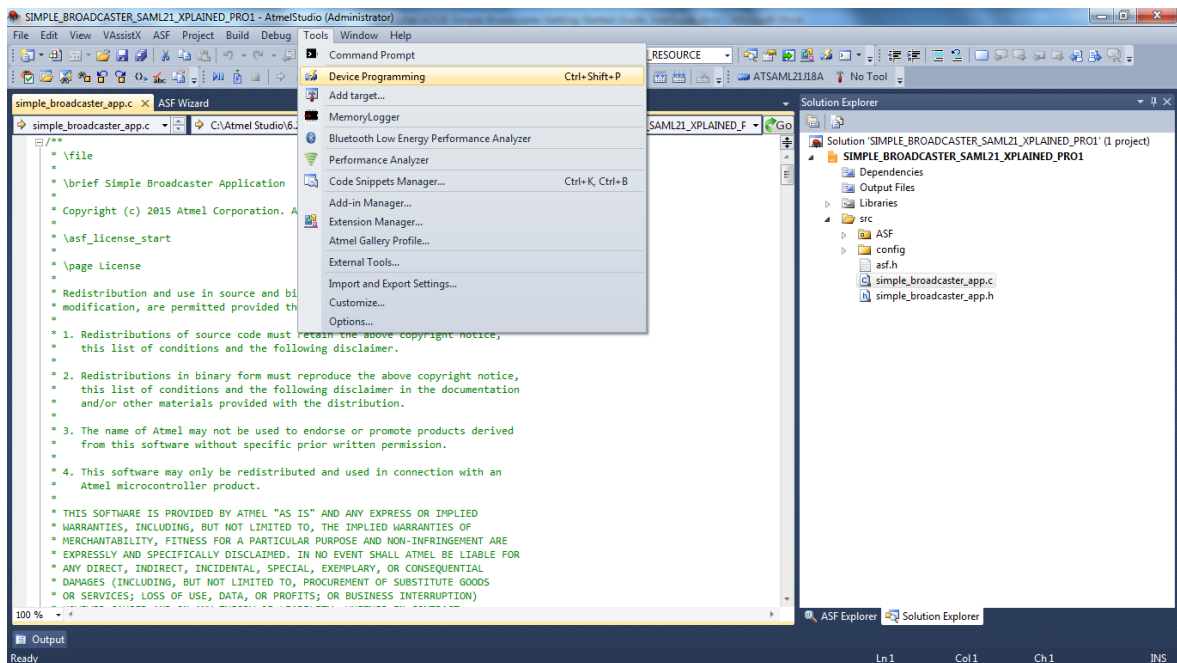 SIMPLE_BROADCASTER_SAML21_XPLAINED_PRO1 - AtmelStudio (Administrator)
File Edit View VAssistX ASF Project Build Debug Tools Window Help
_RESOURCE
ATSAML21J18A No Tool
Command Prompt
Device Programming Ctrl+Shift+P
Add target...
MemoryLogger
Bluetooth Low Energy Performance Analyzer
Performance Analyzer
Code Snippets Manager... Ctrl+K, Ctrl+B
Add-in Manager...
Extension Manager...
Atmel Gallery Profile...
External Tools...
Import and Export Settings...
Customize...
Options...
simple_broadcaster_app.c ASF Wizard
simple_broadcaster_app.c C:\Atmel Studio\6. _SAML21_XPLAINED_F Go
/**
* \file
*
* \brief Simple Broadcaster Application
*
* Copyright (c) 2015 Atmel Corporation. A
*
* \asf_license_start
*
* \page License
*
* Redistribution and use in source and bi
* modification, are permitted provided th
*
* 1. Redistributions of source code must retain the above copyright notice,
* this list of conditions and the following disclaimer.
*
* 2. Redistributions in binary form must reproduce the above copyright notice,
* this list of conditions and the following disclaimer in the documentation
* and/or other materials provided with the distribution.
*
* 3. The name of Atmel may not be used to endorse or promote products derived
* from this software without specific prior written permission.
*
* 4. This software may only be redistributed and used in connection with an
* Atmel microcontroller product.
*
* THIS SOFTWARE IS PROVIDED BY ATMEL "AS IS" AND ANY EXPRESS OR IMPLIED
* WARRANTIES, INCLUDING, BUT NOT LIMITED TO, THE IMPLIED WARRANTIES OF
* MERCHANTABILITY, FITNESS FOR A PARTICULAR PURPOSE AND NON-INFRINGEMENT ARE
* EXPRESSLY AND SPECIFICALLY DISCLAIMED. IN NO EVENT SHALL ATMEL BE LIABLE FOR
* ANY DIRECT, INDIRECT, INCIDENTAL, SPECIAL, EXEMPLARY, OR CONSEQUENTIAL
* DAMAGES (INCLUDING, BUT NOT LIMITED TO, PROCUREMENT OF SUBSTITUTE GOODS
* OR SERVICES; LOSS OF USE, DATA, OR PROFITS; OR BUSINESS INTERRUPTION)
100 %
Solution Explorer
Solution 'SIMPLE_BROADCASTER_SAML21_XPLAINED_PRO1' (1 project)
SIMPLE_BROADCASTER_SAML21_XPLAINED_PRO1
Dependencies
Output Files
Libraries
src
ASF
config
asf.h
simple_broadcaster_app.c
simple_broadcaster_app.h
ASF Explorer Solution Explorer
Output
Ready Ln 1 Col 1 Ch 1 INS